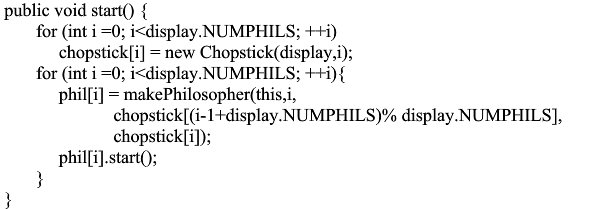 public void start() {
for (int i =0; i<display.NUMPHILS; ++i)
chopstick[i] = new Chopstick(display,i);
for (int i =0; i<display.NUMPHILS; ++i){
phil[i] = makePhilosopher(this,i,
chopstick[(i-1+display.NUMPHILS)% display.NUMPHILS],
chopstick[i]);
phil[i].start();
}
}